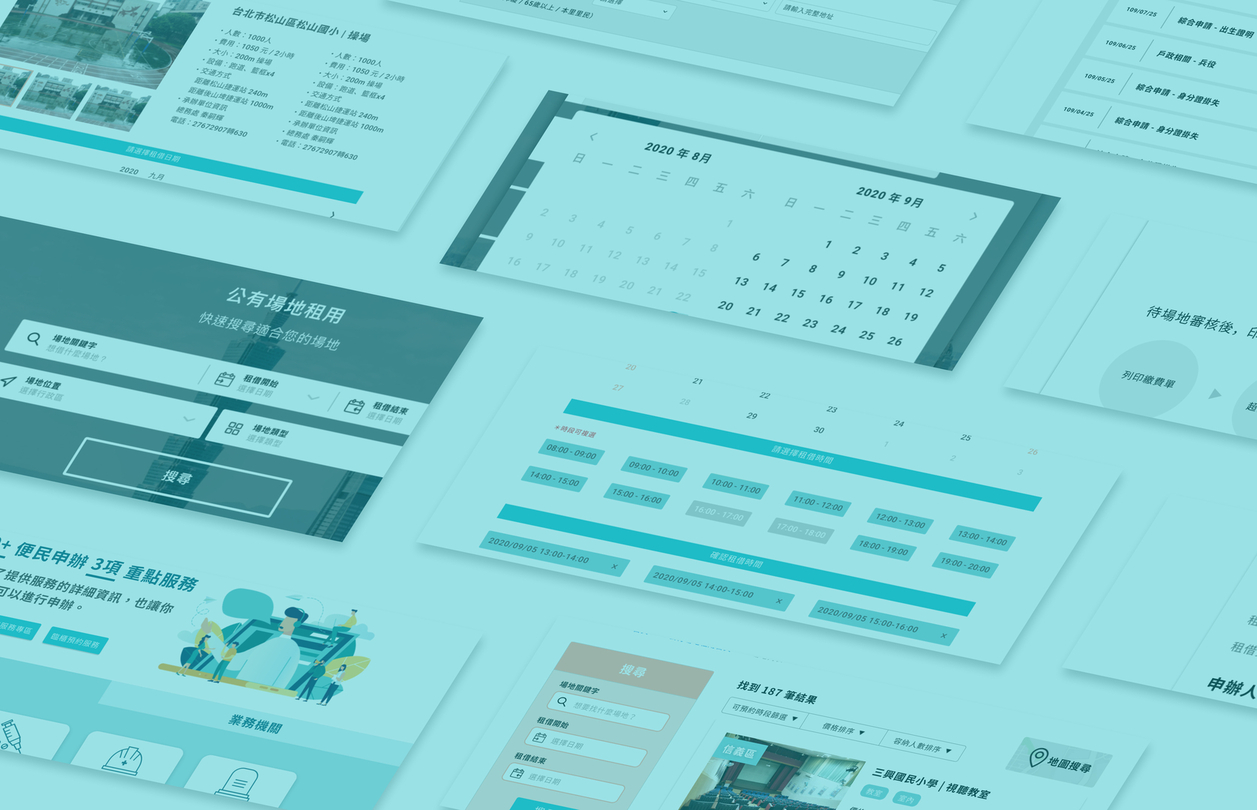 台北市松山區松山國小 | 操場
・人數：1000人
・費用：1050 元 / 2小時
・大小：200m 操場
・設備：跑道、籃框x4
・交通方式
距離松山捷運站 240m
距離後山埤捷運站 1000m
・承辦單位資訊
總務處 秦嗣輝
電話：27672907轉630
・人數：1000人
・費用：1050 元 / 2小時
・大小：200m 操場
・設備：跑道、籃框x4
・交通方式
・距離松山捷運站 240m
・距離後山埤捷運站 1000m
・承辦單位資訊
・總務處 秦嗣輝
・電話：27672907轉630
請選擇租借日期
2020 九月
/ 65歲以上 / 本里里民）
請輸入完整地址
109/07/25 綜合申請 - 出生證明
109/06/25 戶政相關 - 兵役
109/05/25 綜合申請 - 身分證掛失
109/04/25 綜合申請 - 身分證掛失
2020 年 8月
日 一 二 三 四 五 六
1
2 3 4 5 6 7 8
9 10 11 12 13 14 15
16 17 18 19 20 21 22
2020 年 9月
日 一 二 三 四 五 六
1 2 3 4 5
6 7 8 9 10 11 12
13 14 15 16 17 18 19
20 21 22 23 24 25 26
公有場地租用
快速搜尋適合您的場地
場地關鍵字
想借什麼場地？
租借開始
選擇日期
租借結束
選擇日期
場地位置
選擇行政區
場地類型
選擇類型
搜尋
待場地審核後，印
列印繳費單
超
20 21 22 23 24 25 26
27 28 29 30 1 2 3
請選擇租借時間
＊時段可複選
08:00 - 09:00
09:00 - 10:00
10:00 - 11:00
11:00 - 12:00
12:00 - 13:00
13:00 - 14:00
14:00 - 15:00
15:00 - 16:00
16:00 - 17:00
17:00 - 18:00
18:00 - 19:00
19:00 - 20:00
確認租借時間
2020/09/05 13:00-14:00 ×
2020/09/05 14:00-15:00 ×
2020/09/05 15:00-16:00 ×
便民申辦 3項 重點服務
提供服務的詳細資訊，也讓你
可以進行申辦。
服務專區
臨櫃預約服務
業務機關
搜尋
場地關鍵字
想要找什麼場地？
租借開始
選擇日期
租借結束
選擇日期
找到 187 筆結果
可預約時段篩選 ▼
價格排序 ▼
容納人數排序 ▼
地圖搜尋
信義區
三興國民小學 | 視聽教室
教室
室內
租
租借
申辦人